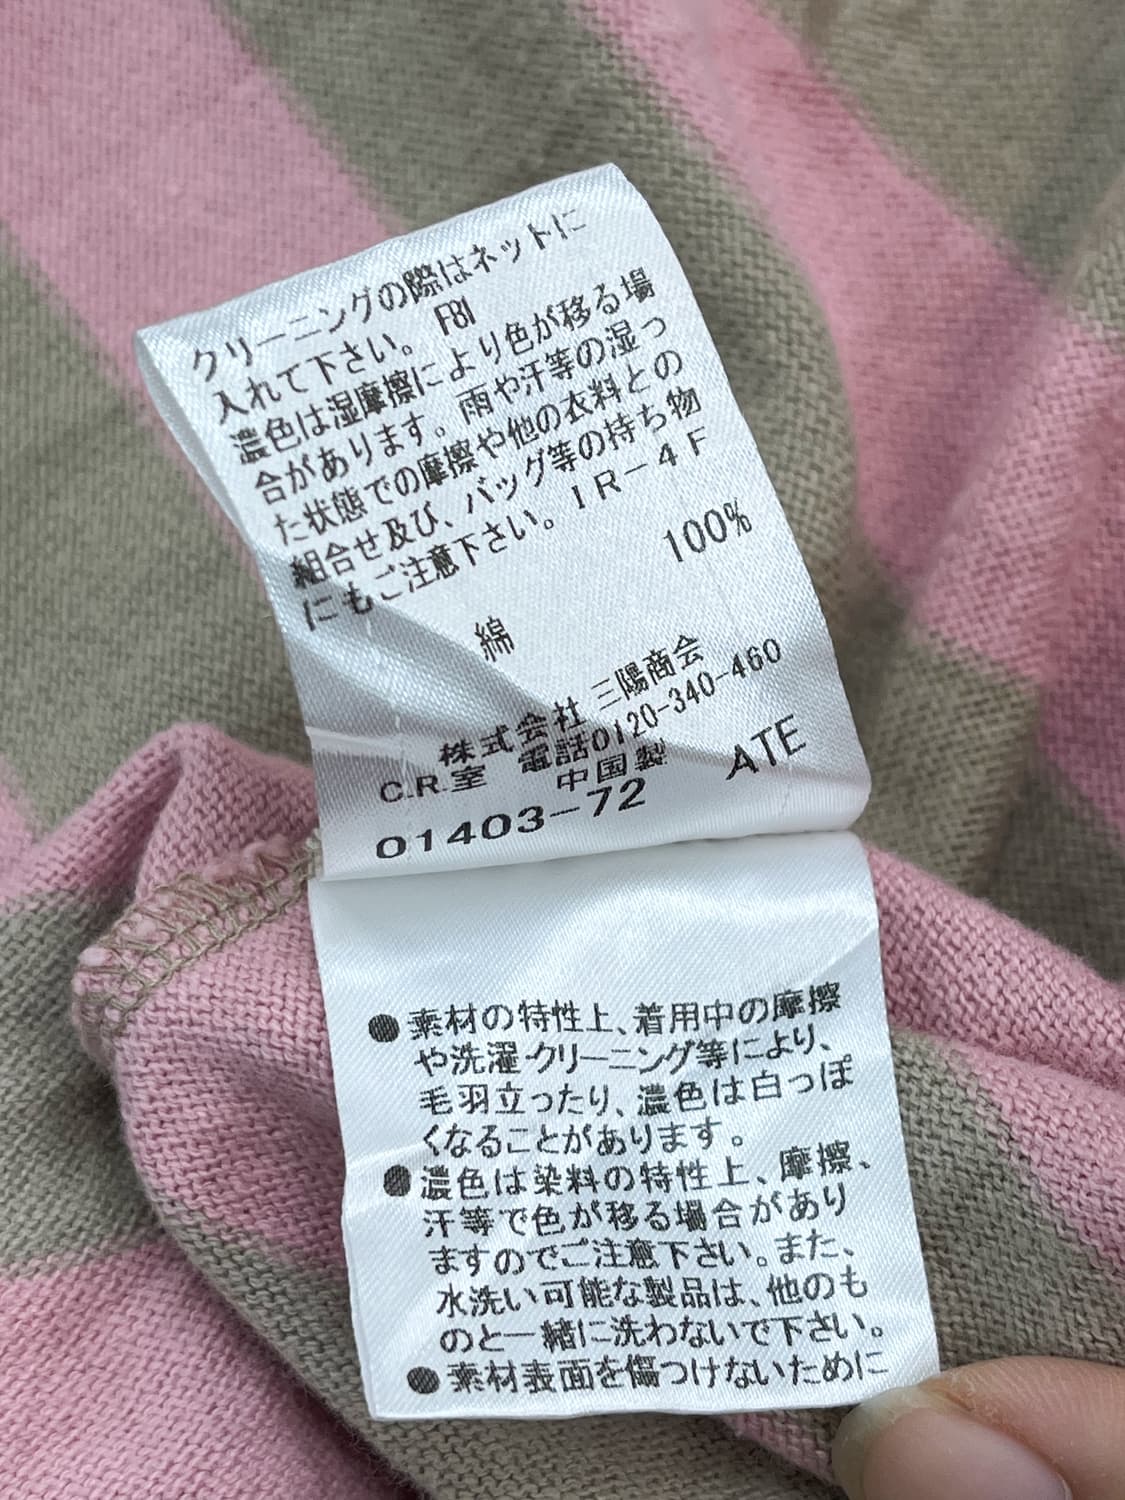 クリーニングの際はネットに
入れて下さい。 F8I
濃色は湿摩擦により色が移る場
合があります。雨や汗等の湿っ
た状態での摩擦や他の衣料との
組合せ及び、バッグ等の持ち物
にもご注意下さい。IR-4F
綿 100%
株式会社 三陽商会
C.R.室 電話0120-340-460
中国製 ATE
01403-72
●素材の特性上、着用中の摩擦
や洗濯・クリーニング等により、
毛羽立ったり、濃色は白っぽ
くなることがあります。
●濃色は染料の特性上、摩擦、
汗等で色が移る場合があり
ますのでご注意下さい。また、
水洗い可能な製品は、他のも
のと一緒に洗わないで下さい。
●素材表面を傷つけないために